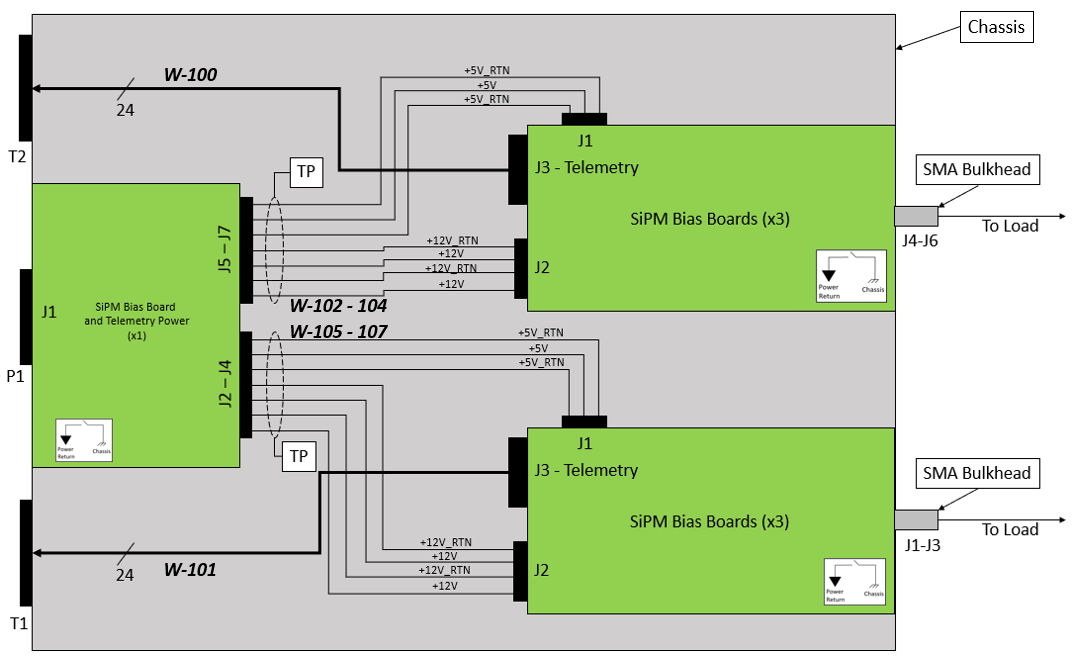 Chassis
W-100
24
T2
+5V_RTN
+5V
+5V_RTN
TP
J1
J3 - Telemetry
SiPM Bias Boards (x3)
SMA Bulkhead
To Load
J4-J6
J5 – J7
+12V_RTN
+12V
+12V_RTN
+12V
J2
Power
Return
Chassis
W-102 - 104
J1
SiPM Bias Board
and Telemetry Power
(x1)
P1
W-105 - 107
J2 – J4
+5V_RTN
+5V
+5V_RTN
Power
Return
Chassis
TP
J1
J3 - Telemetry
SiPM Bias Boards (x3)
SMA Bulkhead
To Load
J1-J3
24
W-101
T1
+12V_RTN
+12V
+12V_RTN
+12V
J2
Power
Return
Chassis